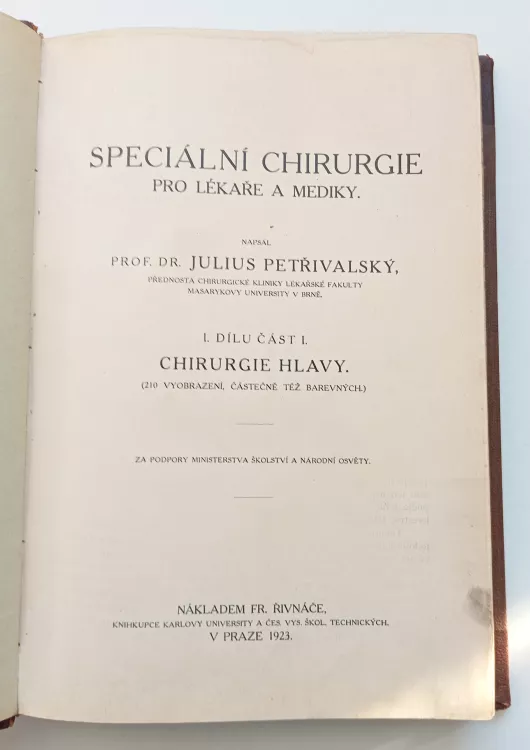 SPECIÁLNÍ CHIRURGIE
PRO LÉKAŘE A MEDIKY.
NAPSAL
PROF. DR. JULIUS PETŘIVALSKÝ,
PŘEDNOSTA CHIRURGICKÉ KLINIKY LÉKAŘSKÉ FAKULTY
MASARYKOVY UNIVERSITY V BRNĚ.
I. DÍLU ČÁST I.
CHIRURGIE HLAVY.
(210 VYOBRAZENÍ, ČÁSTEČNĚ TÉŽ BAREVNÝCH.)
ZA PODPORY MINISTERSTVA ŠKOLSTVÍ A NÁRODNÍ OSVĚTY.
NÁKLADEM FR. ŘIVNÁČE,
KNIHKUPCE KARLOVY UNIVERSITY A ČES. VYS. ŠKOL. TECHNICKÝCH.
V PRAZE 1923.